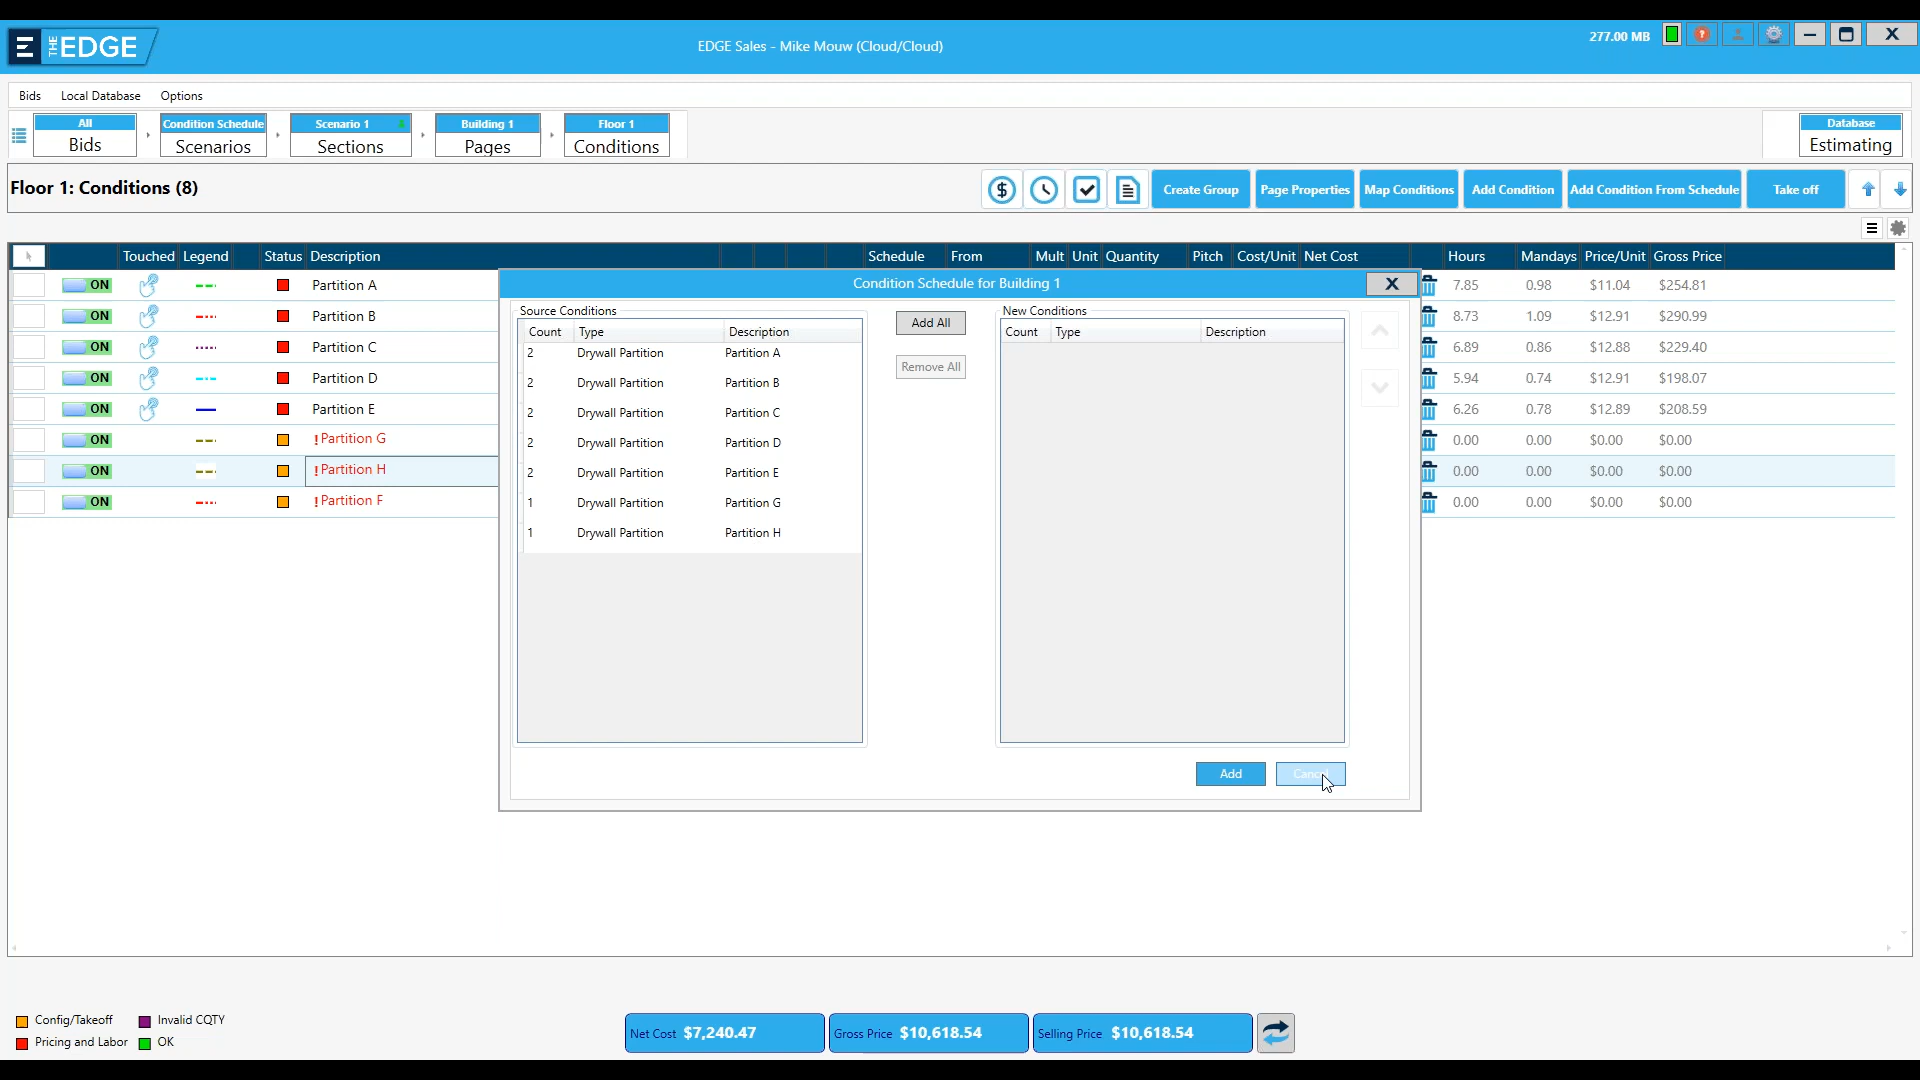 THE EDGE
EDGE Sales - Mike Mouw (Cloud/Cloud)
277.00 MB
Bids Local Database Options
All Condition Schedule Scenario 1 Building 1 Floor 1 Database
Bids Scenarios Sections Pages Conditions Estimating
Floor 1: Conditions (8)
Create Group Page Properties Map Conditions Add Condition Add Condition From Schedule Take off
Touched Legend Status Description Schedule From Mult Unit Quantity Pitch Cost/Unit Net Cost Hours Mandays Price/Unit Gross Price
ON Partition A 7.85 0.98 $11.04 $254.81
ON Partition B 8.73 1.09 $12.91 $290.99
ON Partition C 6.89 0.86 $12.88 $229.40
ON Partition D 5.94 0.74 $12.91 $198.07
ON Partition E 6.26 0.78 $12.89 $208.59
ON !Partition G 0.00 0.00 $0.00 $0.00
ON !Partition H 0.00 0.00 $0.00 $0.00
ON !Partition F 0.00 0.00 $0.00 $0.00
Condition Schedule for Building 1 X
Source Conditions
Count Type Description
2 Drywall Partition Partition A
2 Drywall Partition Partition B
2 Drywall Partition Partition C
2 Drywall Partition Partition D
2 Drywall Partition Partition E
1 Drywall Partition Partition G
1 Drywall Partition Partition H
Add All
Remove All
New Conditions
Count Type Description
Add Cancel
Config/Takeoff Invalid CQTY
Pricing and Labor OK
Net Cost $7,240.47 Gross Price $10,618.54 Selling Price $10,618.54